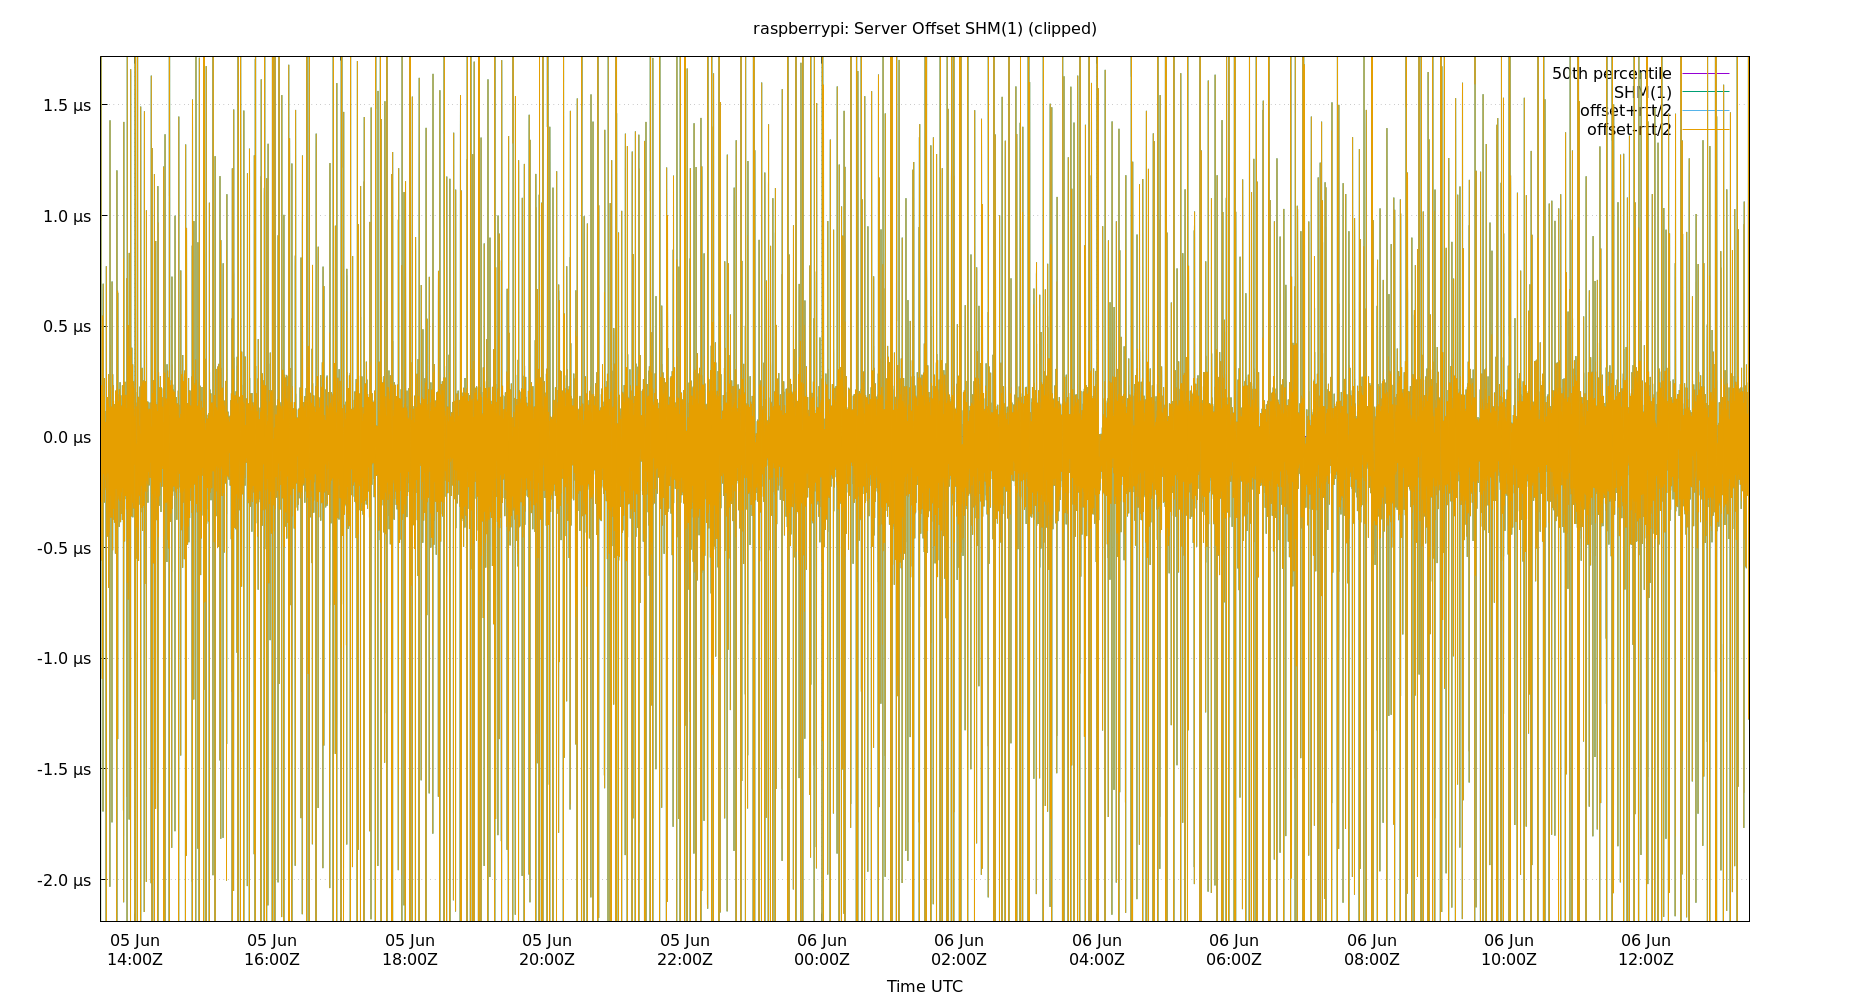 raspberrypi: Server Offset SHM(1) (clipped)
50th percentile
SHM(1)
offset+rtt/2
offset-rtt/2
1.5 µs
1.0 µs
0.5 µs
0.0 µs
-0.5 µs
-1.0 µs
-1.5 µs
-2.0 µs
05 Jun 05 Jun 05 Jun 05 Jun 05 Jun 06 Jun 06 Jun 06 Jun 06 Jun 06 Jun 06 Jun 06 Jun
14:00Z 16:00Z 18:00Z 20:00Z 22:00Z 00:00Z 02:00Z 04:00Z 06:00Z 08:00Z 10:00Z 12:00Z
Time UTC